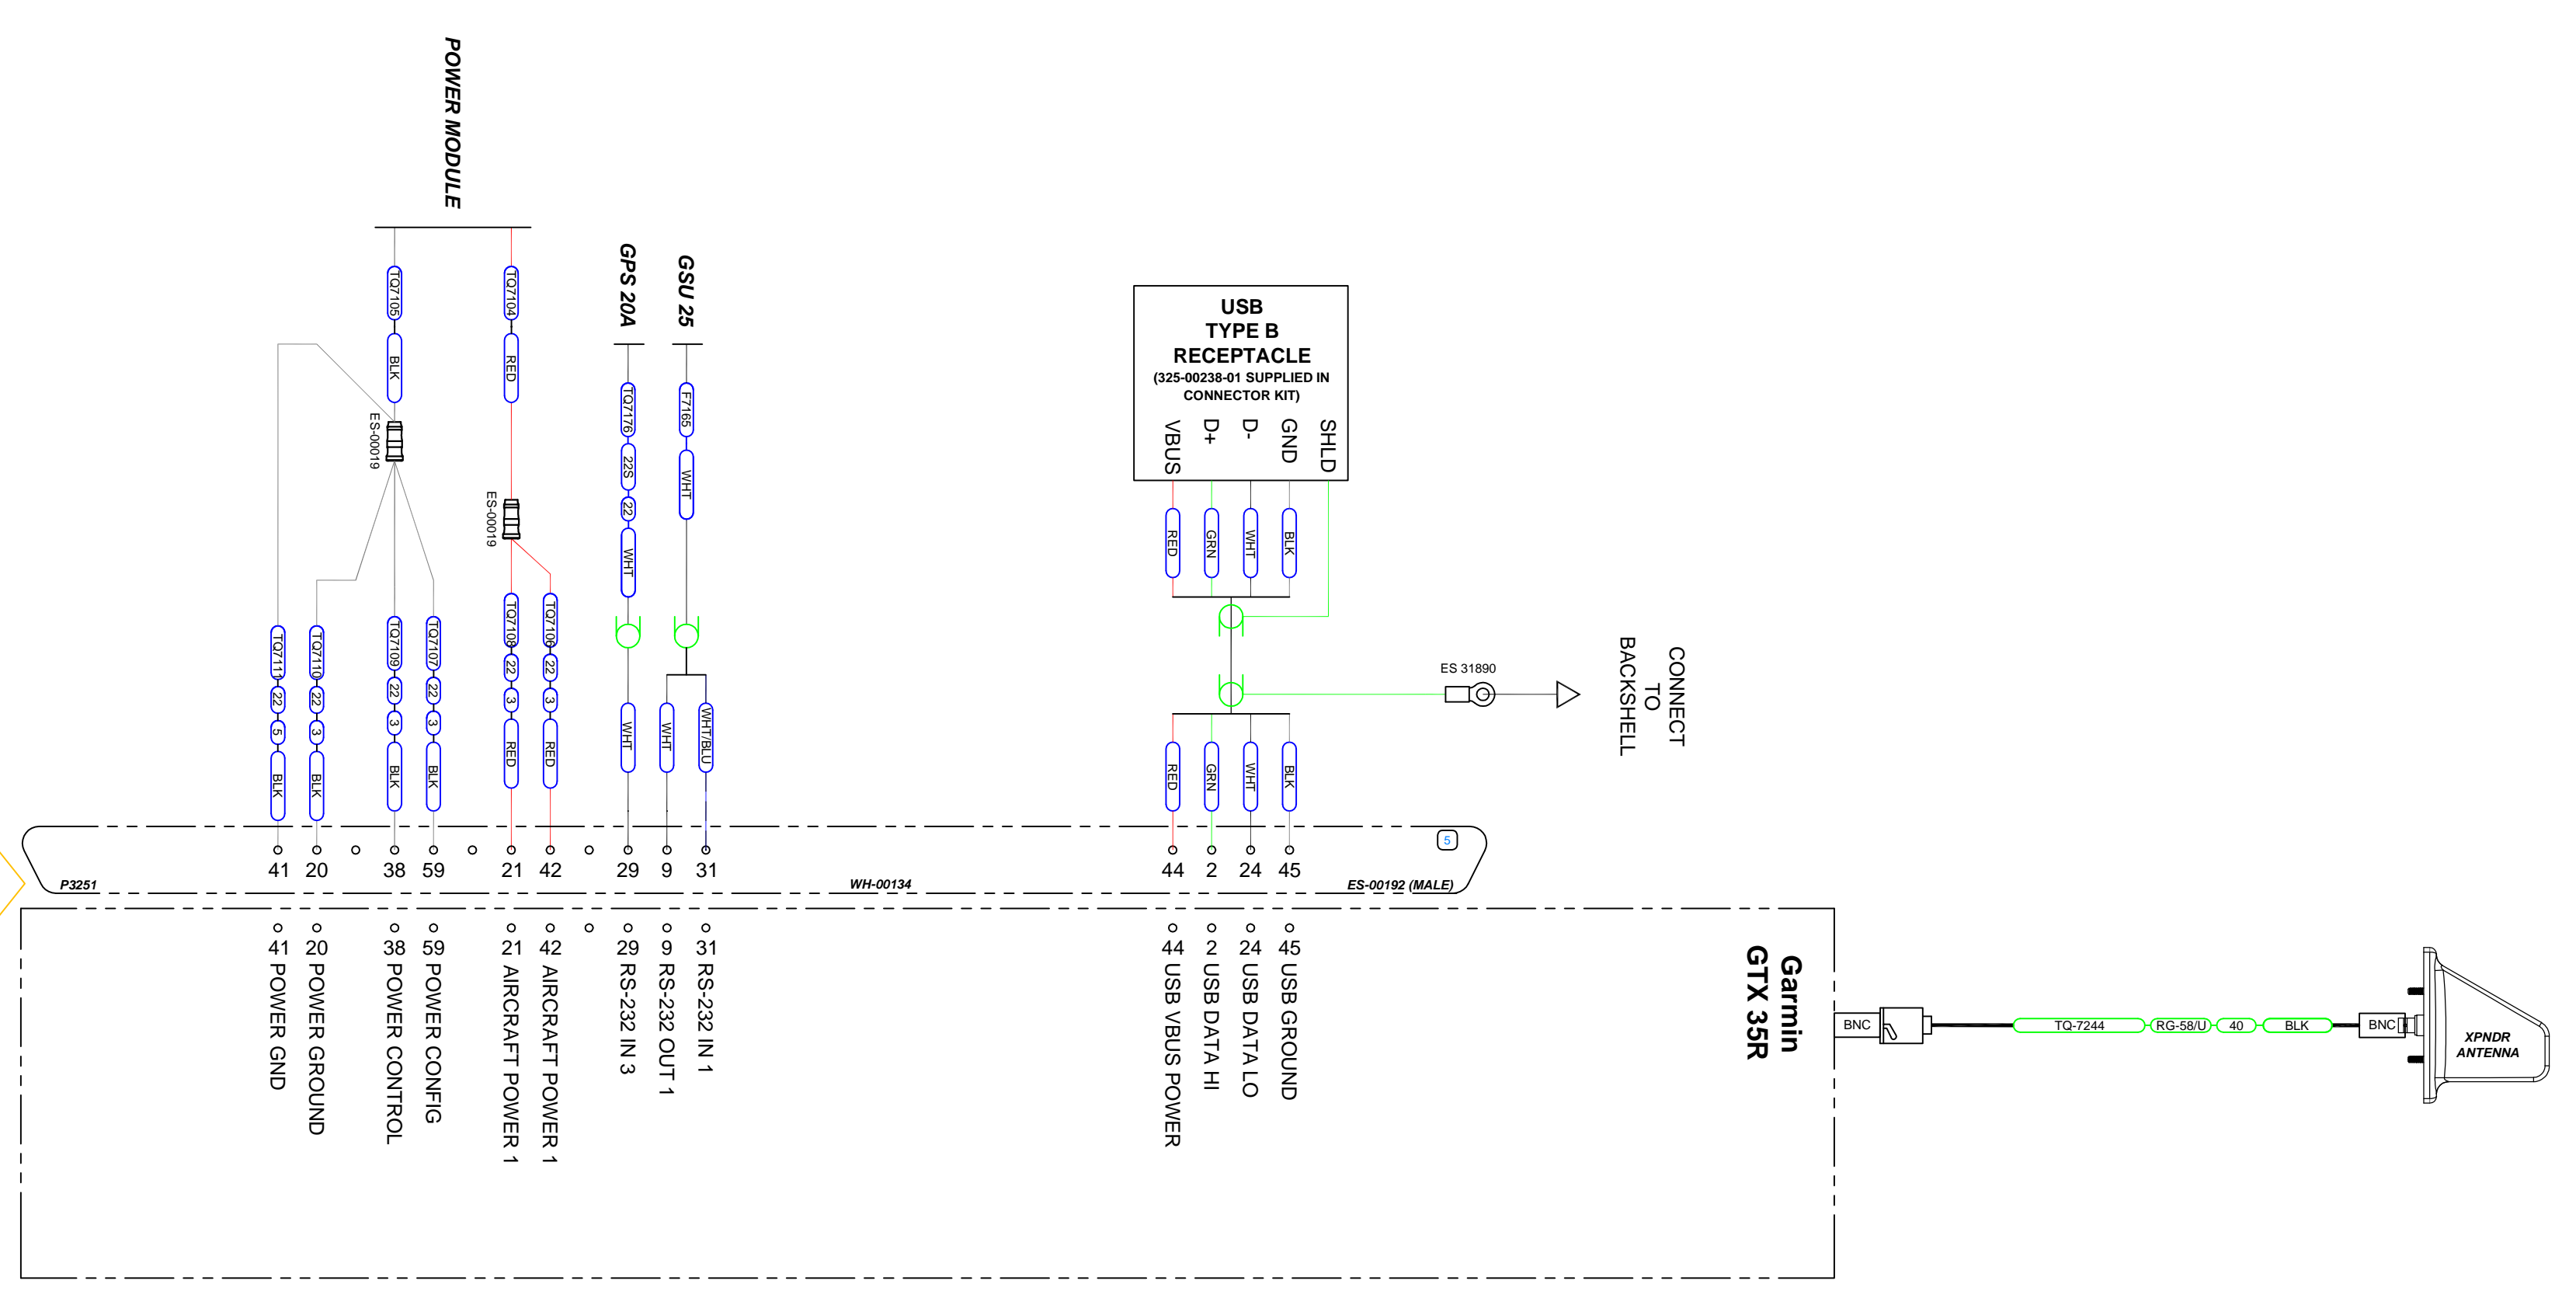 POWER MODULE
GPS 20A
GSU 25
TQ7105
BLK
TQ7104
RED
TQ7176
22S
22
WHT
F7165
WHT
ES-00019
ES-00019
USB
TYPE B
RECEPTACLE
(325-00238-01 SUPPLIED IN
CONNECTOR KIT)
VBUS
D+
D-
GND
SHLD
RED
GRN
WHT
BLK
TQ7111
22
5
BLK
TQ7110
22
3
BLK
TQ7109
22
3
BLK
TQ7107
22
3
BLK
TQ7108
22
3
RED
TQ7106
22
3
RED
WHT
WHT
WHT/BLU
RED
GRN
WHT
BLK
ES 31890
CONNECT
TO
BACKSHELL
5
41
20
38
59
21
42
29
9
31
44
2
24
45
P3251
WH-00134
ES-00192 (MALE)
41 POWER GND
20 POWER GROUND
38 POWER CONTROL
59 POWER CONFIG
21 AIRCRAFT POWER 1
42 AIRCRAFT POWER 1
29 RS-232 IN 3
9 RS-232 OUT 1
31 RS-232 IN 1
44 USB VBUS POWER
2 USB DATA HI
24 USB DATA LO
45 USB GROUND
Garmin
GTX 35R
BNC
TQ-7244
RG-58/U
40
BLK
BNC
XPNDR
ANTENNA